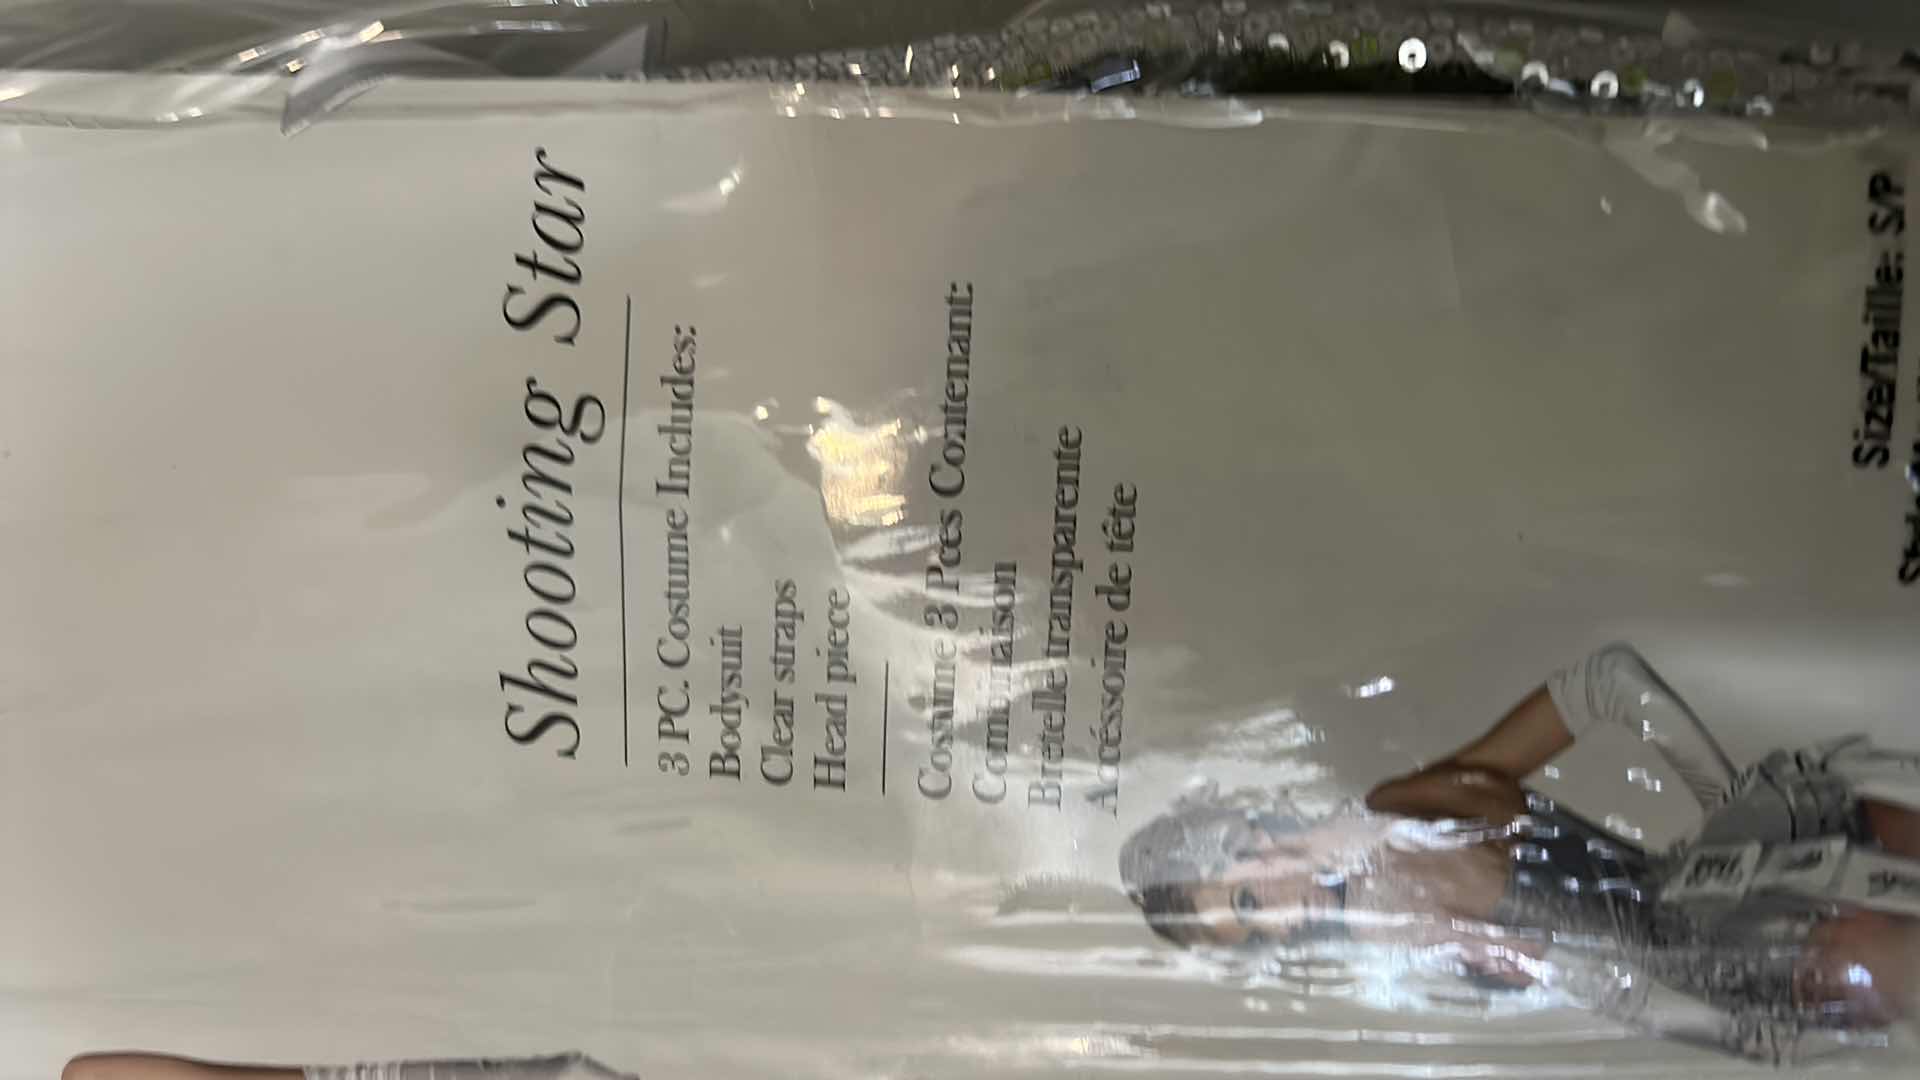 Shooting Star
3 PC. Costume Includes:
Bodysuit
Clear straps
Head piece
Costume 3 Pces Contenant:
Combinaison
Bretelle transparente
Accéssoire de tête
Size/Taille: S/P